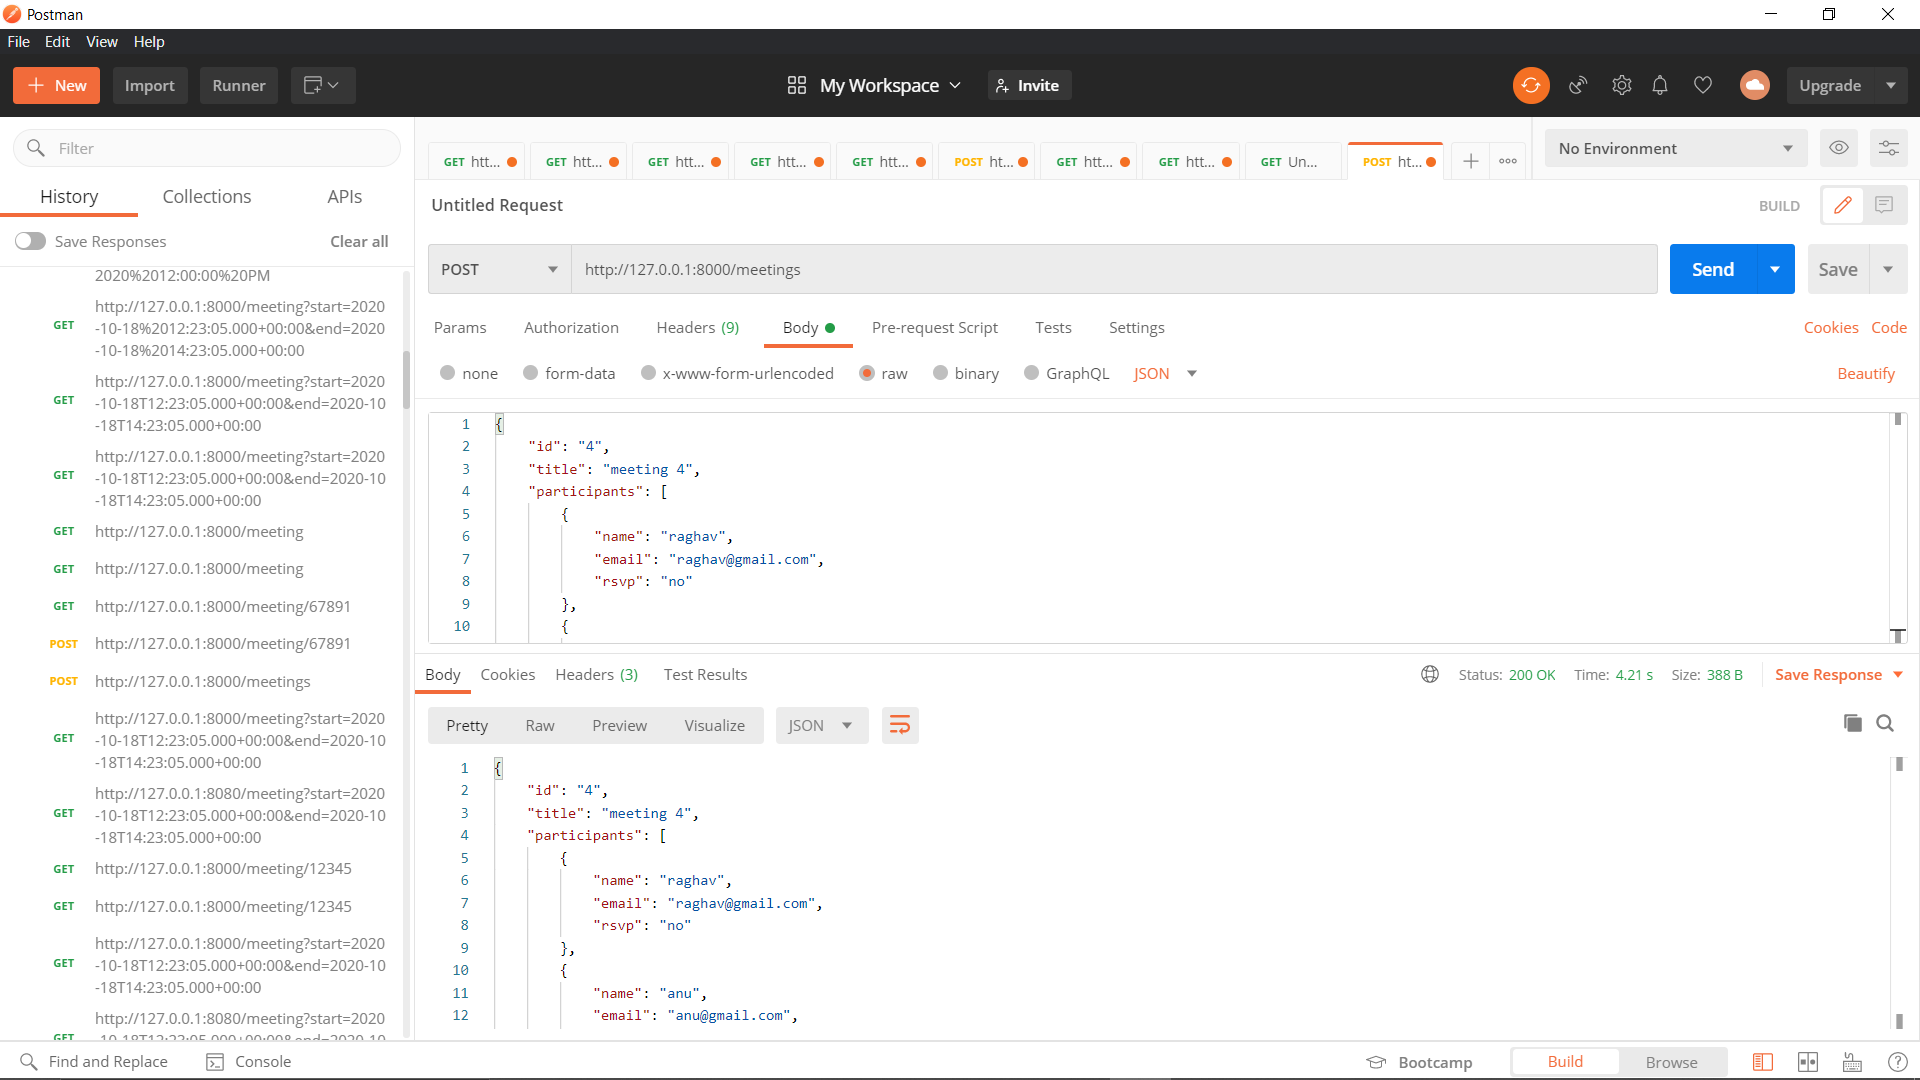 Postman
File Edit View Help
New Import Runner My Workspace Invite Upgrade
Filter
History Collections APIs
Save Responses Clear all
2020%2012:00:00%20PM
GET http://127.0.0.1:8000/meeting?start=2020
-10-18%2012:23:05.000+00:00&end=2020
-10-18%2014:23:05.000+00:00
GET http://127.0.0.1:8000/meeting?start=2020
-10-18T12:23:05.000+00:00&end=2020-10
-18T14:23:05.000+00:00
GET http://127.0.0.1:8000/meeting?start=2020
-10-18T12:23:05.000+00:00&end=2020-10
-18T14:23:05.000+00:00
GET http://127.0.0.1:8000/meeting
GET http://127.0.0.1:8000/meeting
GET http://127.0.0.1:8000/meeting/67891
POST http://127.0.0.1:8000/meeting/67891
POST http://127.0.0.1:8000/meetings
GET http://127.0.0.1:8000/meeting?start=2020
-10-18T12:23:05.000+00:00&end=2020-10
-18T14:23:05.000+00:00
GET http://127.0.0.1:8080/meeting?start=2020
-10-18T12:23:05.000+00:00&end=2020-10
-18T14:23:05.000+00:00
GET http://127.0.0.1:8000/meeting/12345
GET http://127.0.0.1:8000/meeting/12345
GET http://127.0.0.1:8000/meeting?start=2020
-10-18T12:23:05.000+00:00&end=2020-10
-18T14:23:05.000+00:00
http://127.0.0.1:8080/meeting?start=2020
GET -10-18T12:23:05.000+00:00&end=2020-10
GET htt... GET htt... GET htt... GET htt... GET htt... POST ht... GET htt... GET htt... GET Un... POST ht...
No Environment
Untitled Request BUILD
POST http://127.0.0.1:8000/meetings Send Save
Params Authorization Headers (9) Body Pre-request Script Tests Settings Cookies Code
none form-data x-www-form-urlencoded raw binary GraphQL JSON Beautify
1 {
2 "id": "4",
3 "title": "meeting 4",
4 "participants": [
5 {
6 "name": "raghav",
7 "email": "raghav@gmail.com",
8 "rsvp": "no"
9 },
10 {
Body Cookies Headers (3) Test Results Status: 200 OK Time: 4.21 s Size: 388 B Save Response
Pretty Raw Preview Visualize JSON
1 {
2 "id": "4",
3 "title": "meeting 4",
4 "participants": [
5 {
6 "name": "raghav",
7 "email": "raghav@gmail.com",
8 "rsvp": "no"
9 },
10 {
11 "name": "anu",
12 "email": "anu@gmail.com",
Find and Replace Console Bootcamp Build Browse